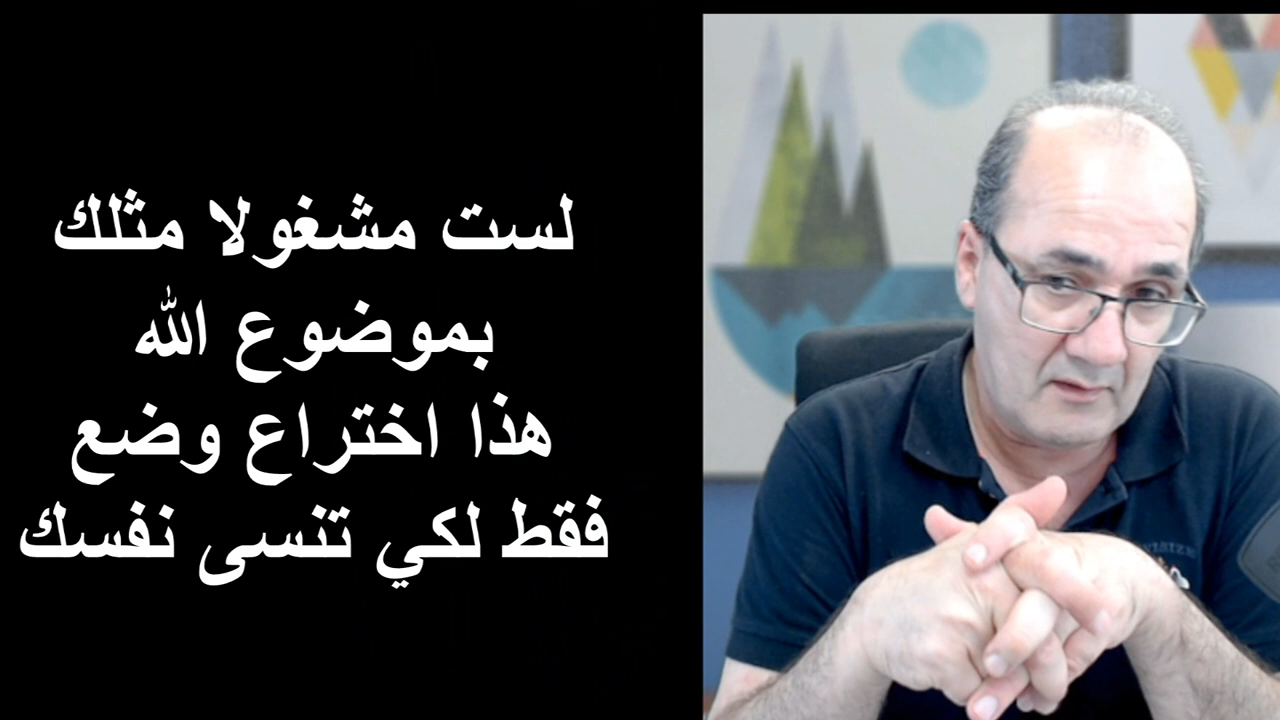 لست مشغولا مثلك
بموضوع الله
هذا اختراع وضع
فقط لكي تنسى نفسك